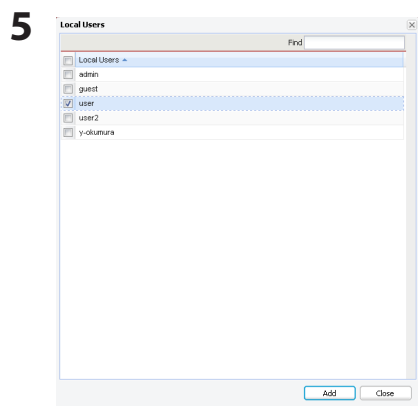 5
Local Users
Find
Local Users
admin
guest
user
user2
y-okumura
Add Close